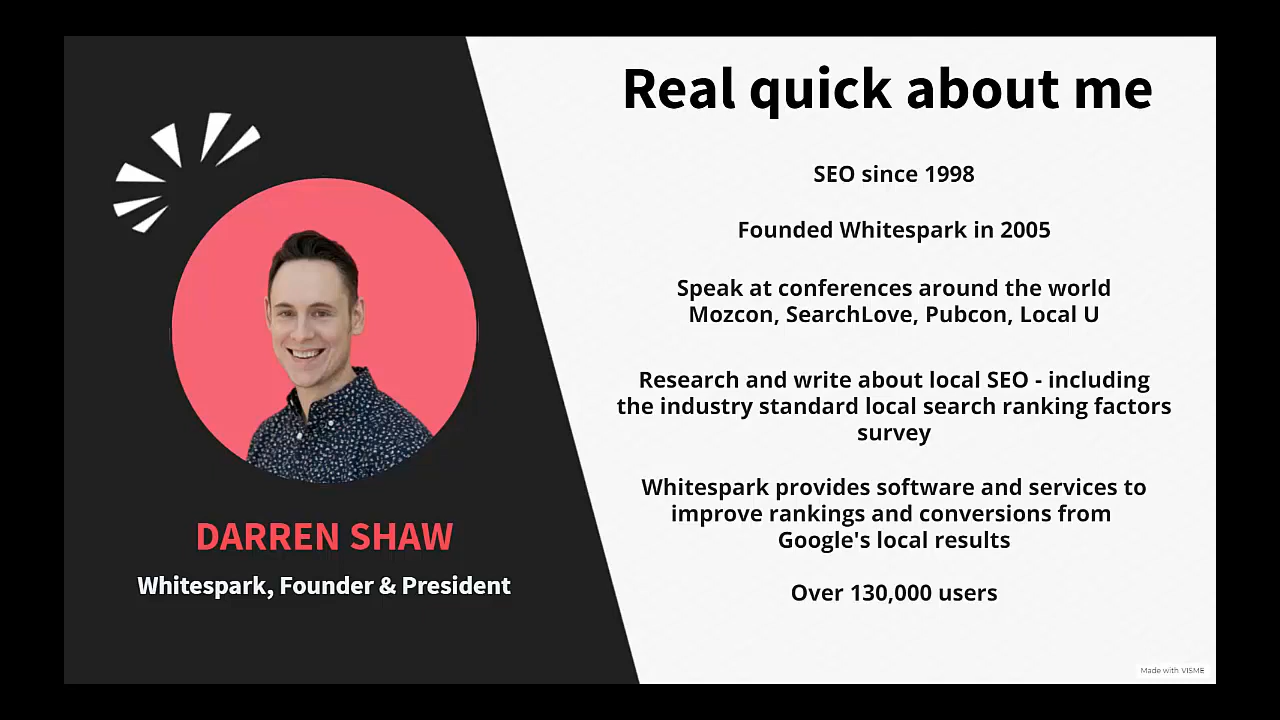 Real quick about me
SEO since 1998
Founded Whitespark in 2005
Speak at conferences around the world
Mozcon, SearchLove, Pubcon, Local U
Research and write about local SEO - including
the industry standard local search ranking factors
survey
Whitespark provides software and services to
improve rankings and conversions from
Google's local results
Over 130,000 users
DARREN SHAW
Whitespark, Founder & President
Made with VISME